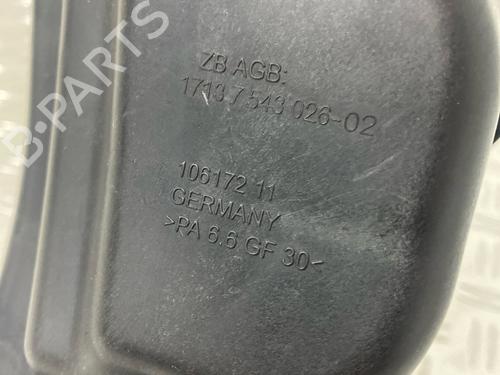 ZB AGB:
1713 7 543 026-02
106172 11
GERMANY
>PA 6.6 GF 30<
B-PARTS